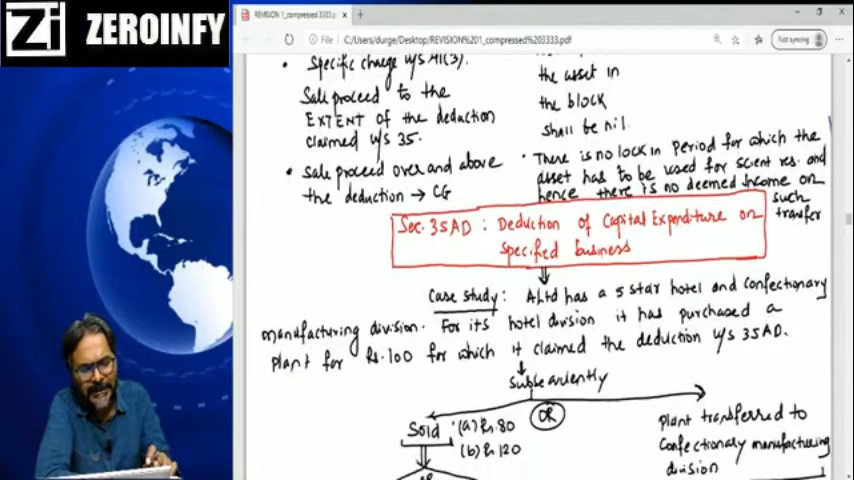 Zi ZEROINFY
REVISION 1_compressed 3333.pdf
File C:/Users/durge/Desktop/REVISION%201_compressed%203333.pdf
Not syncing
• Specific charge u/s 41(3).
Sale proceed to the
EXTENT of the deduction
claimed u/s 35.
• Sale proceed over and above
the deduction → CG
the asset in
the block
shall be nil.
• There is no lock in period for which the
asset has to be used for scient res. and
hence there is no deemed income on
such
transfer
Sec. 35AD : Deduction of Capital Expenditure on
specified business
Case study : A Ltd has a 5 star hotel and confectionary
manufacturing division. For its hotel division it has purchased a
plant for Rs.100 for which it claimed the deduction u/s 35AD.
Subsequently
OR
Sold (a) Rs.80
(b) Rs 120
OR
Plant transferred to
Confectionary manufacturing
division